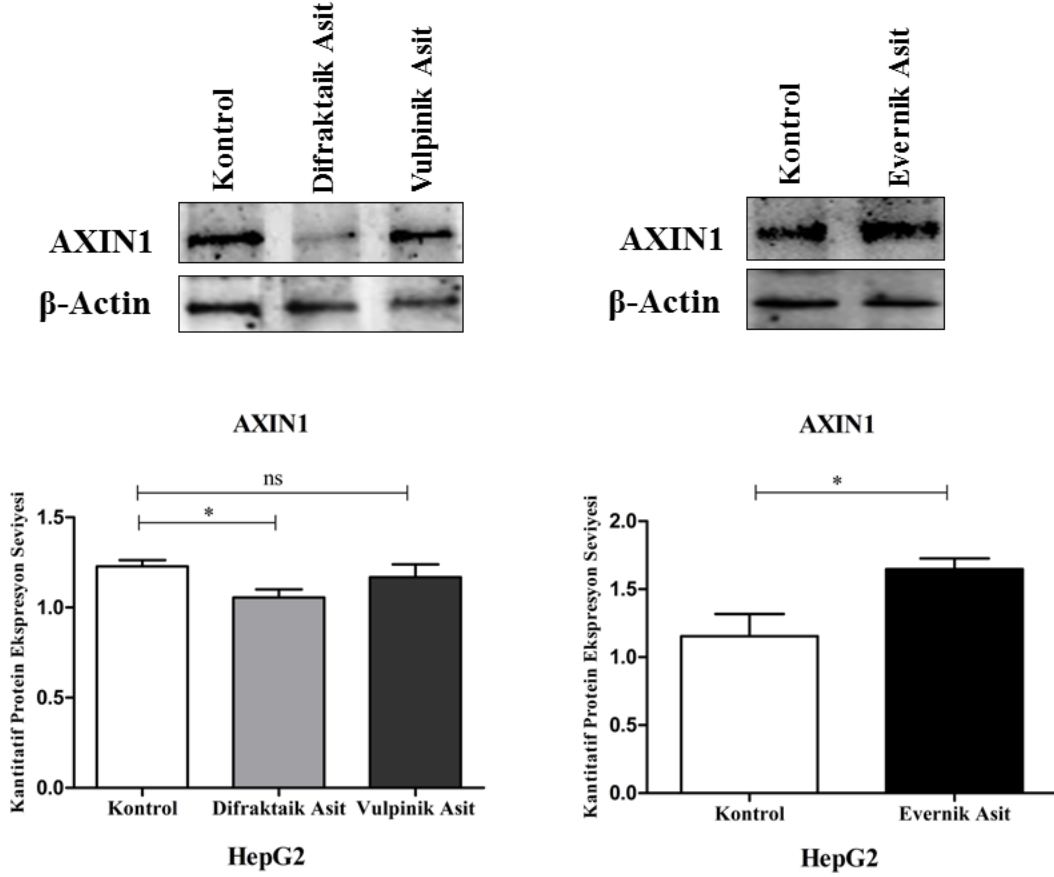 Kontrol
Difraktaik Asit
Vulpinik Asit
AXIN1
β-Actin
Kontrol
Evernik Asit
AXIN1
β-Actin
AXIN1
ns
*
Kantitatif Protein Ekspresyon Seviyesi
1.5
1.0
0.5
0.0
Kontrol Difraktaik Asit Vulpinik Asit
HepG2
AXIN1
*
Kantitatif Protein Ekspresyon Seviyesi
2.0
1.5
1.0
0.5
0.0
Kontrol Evernik Asit
HepG2